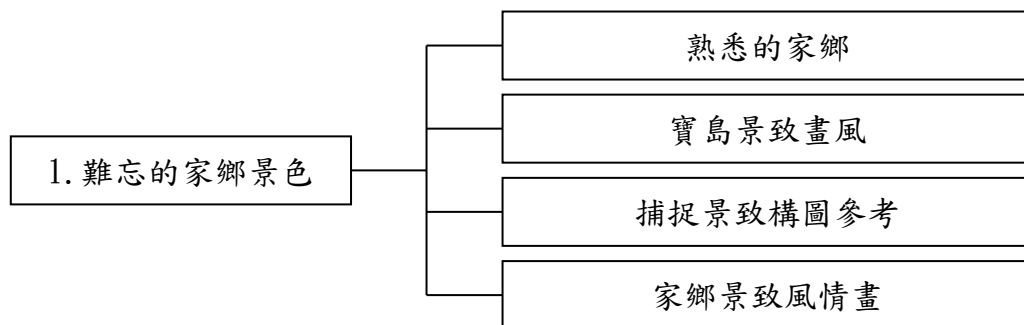 熟悉的家鄉
寶島景致畫風
1.難忘的家鄉景色
捕捉景致構圖參考
家鄉景致風情畫